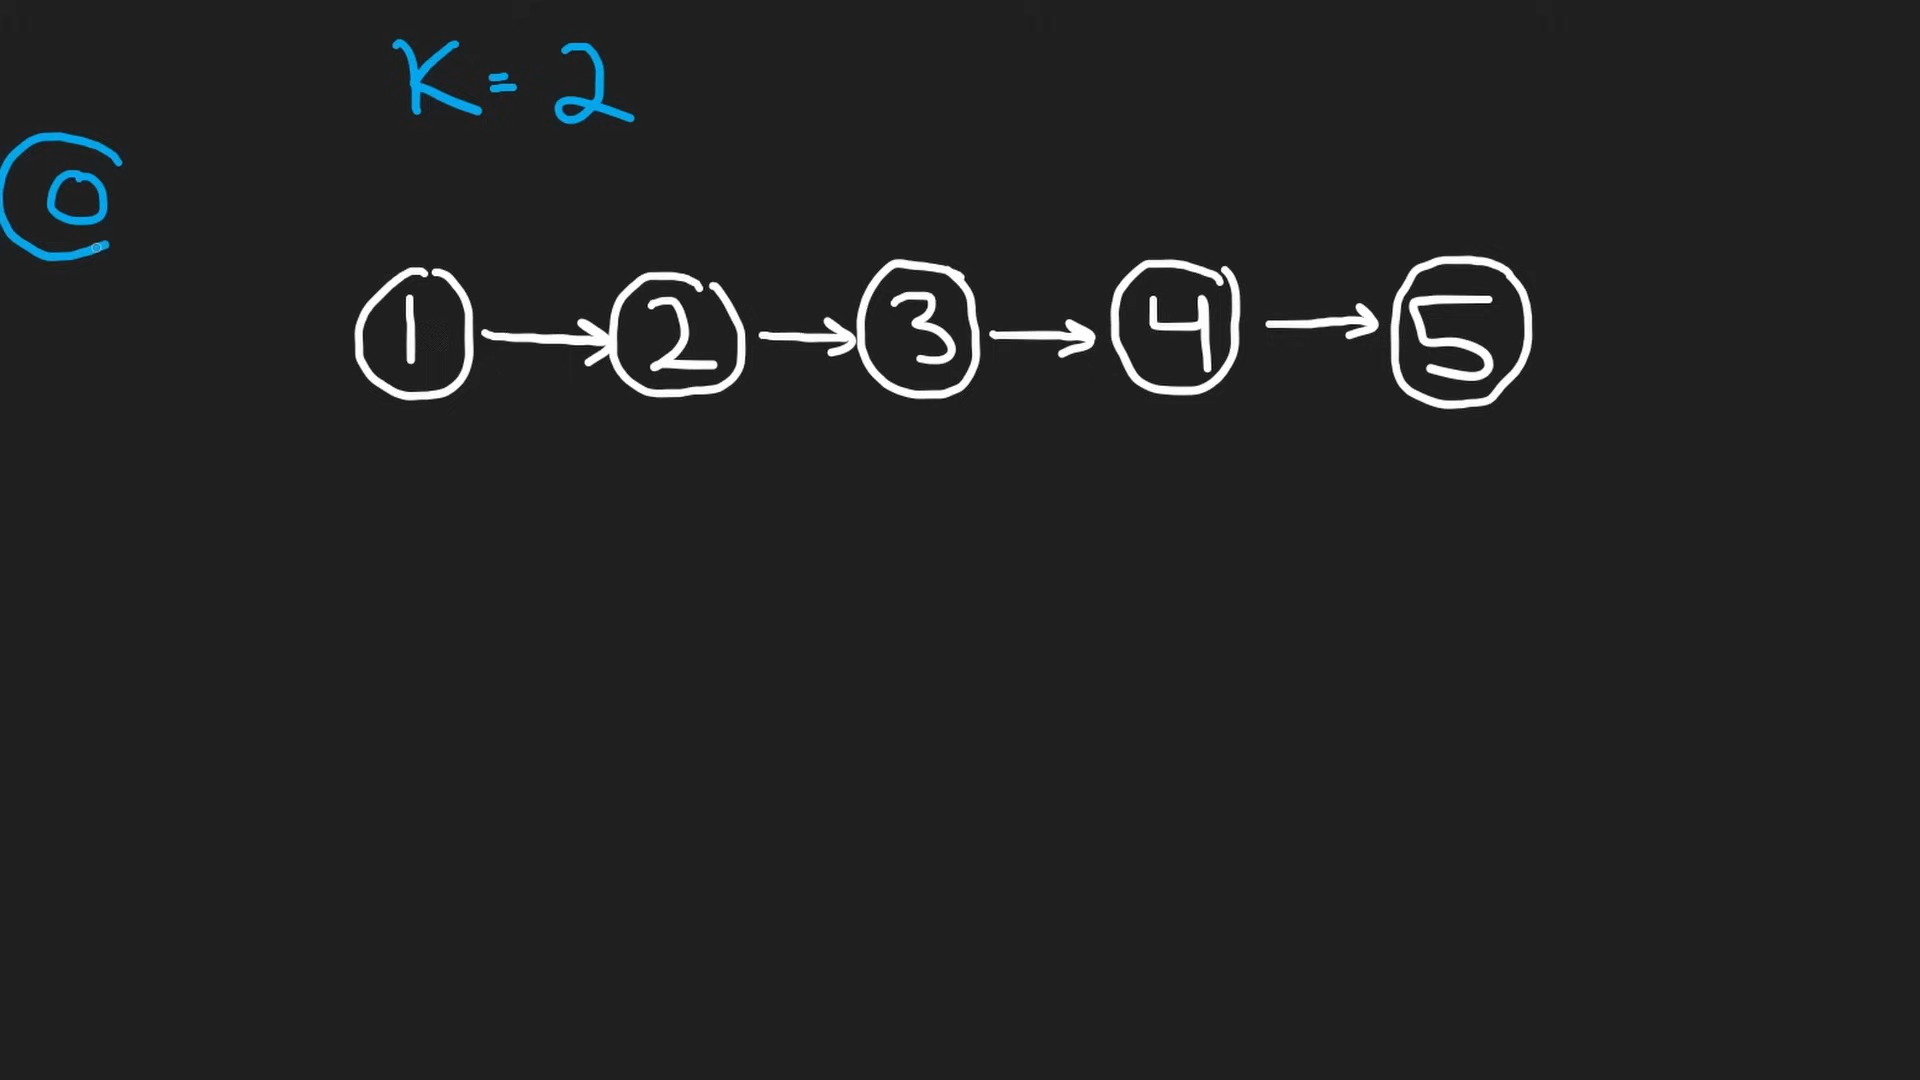 K = 2
0
1 → 2 → 3 → 4 → 5